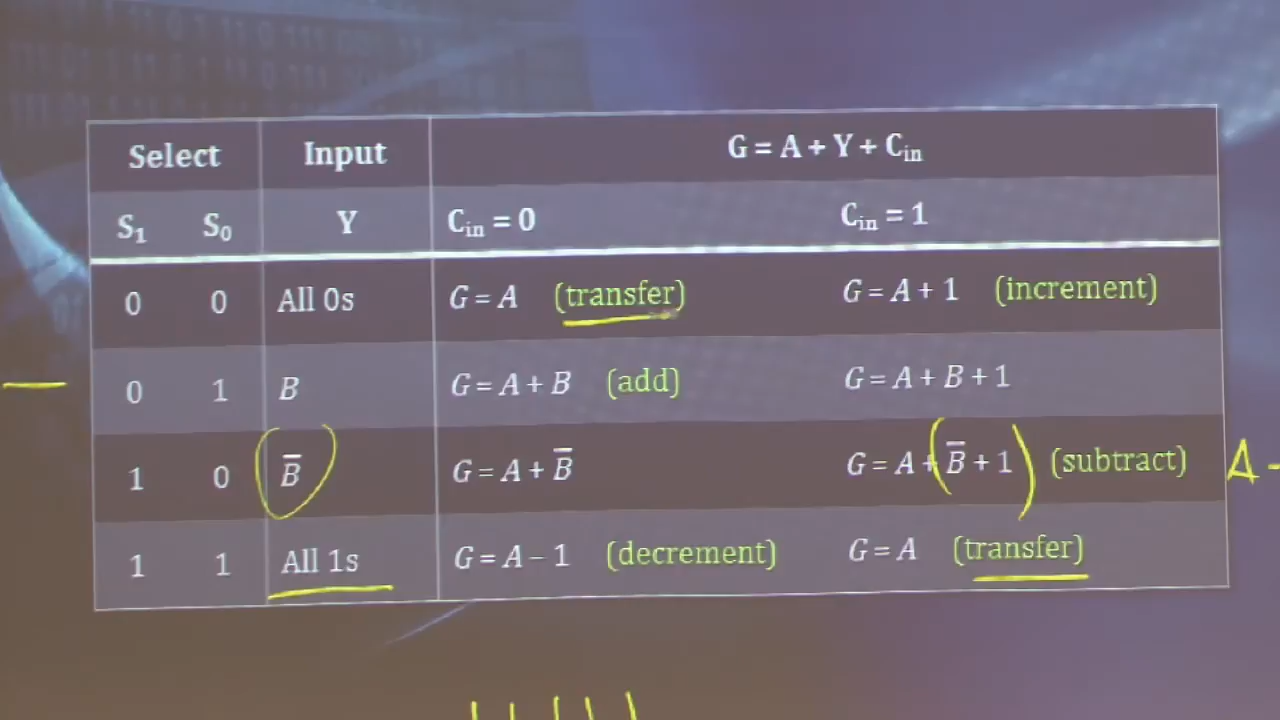 Select Input G = A + Y + Cin
S1 S0 Y Cin = 0 Cin = 1
0 0 All 0s G = A (transfer) G = A + 1 (increment)
0 1 B G = A + B (add) G = A + B + 1
1 0 B̅ G = A + B̅ G = A + (B̅ + 1) (subtract) A -
1 1 All 1s G = A − 1 (decrement) G = A (transfer)